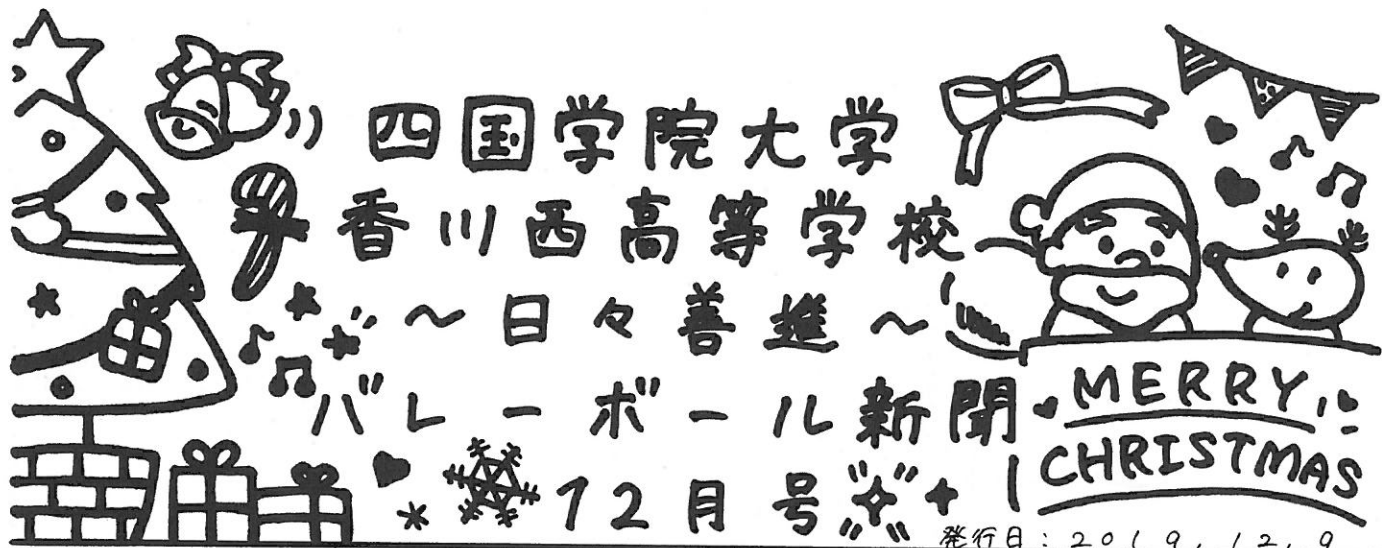 四国学院大学
香川西高等学校
～日々善進～
バレーボール新聞
12月号
MERRY
CHRISTMAS
発行日：2019.12.9